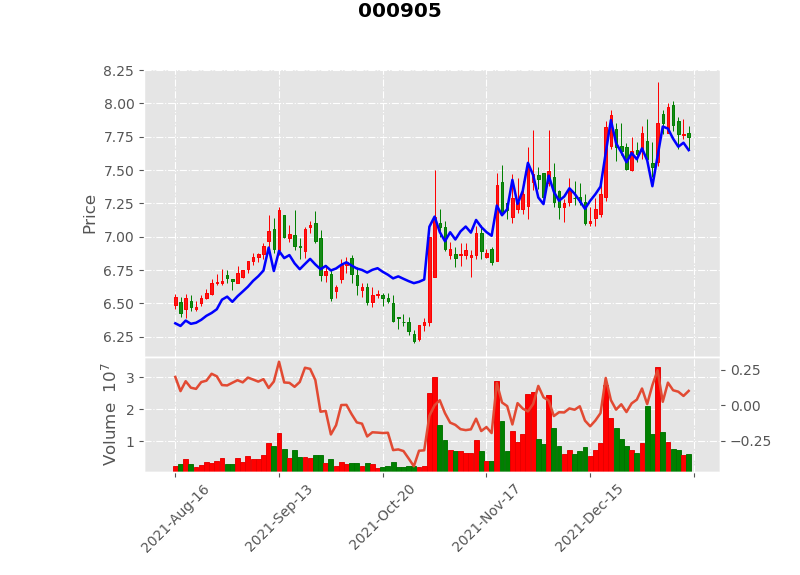 000905
8.25
8.00
7.75
7.50
7.25
7.00
6.75
6.50
6.25
Price
3
2
1
Volume 10^7
0.25
0.00
−0.25
2021-Aug-16
2021-Sep-13
2021-Oct-20
2021-Nov-17
2021-Dec-15